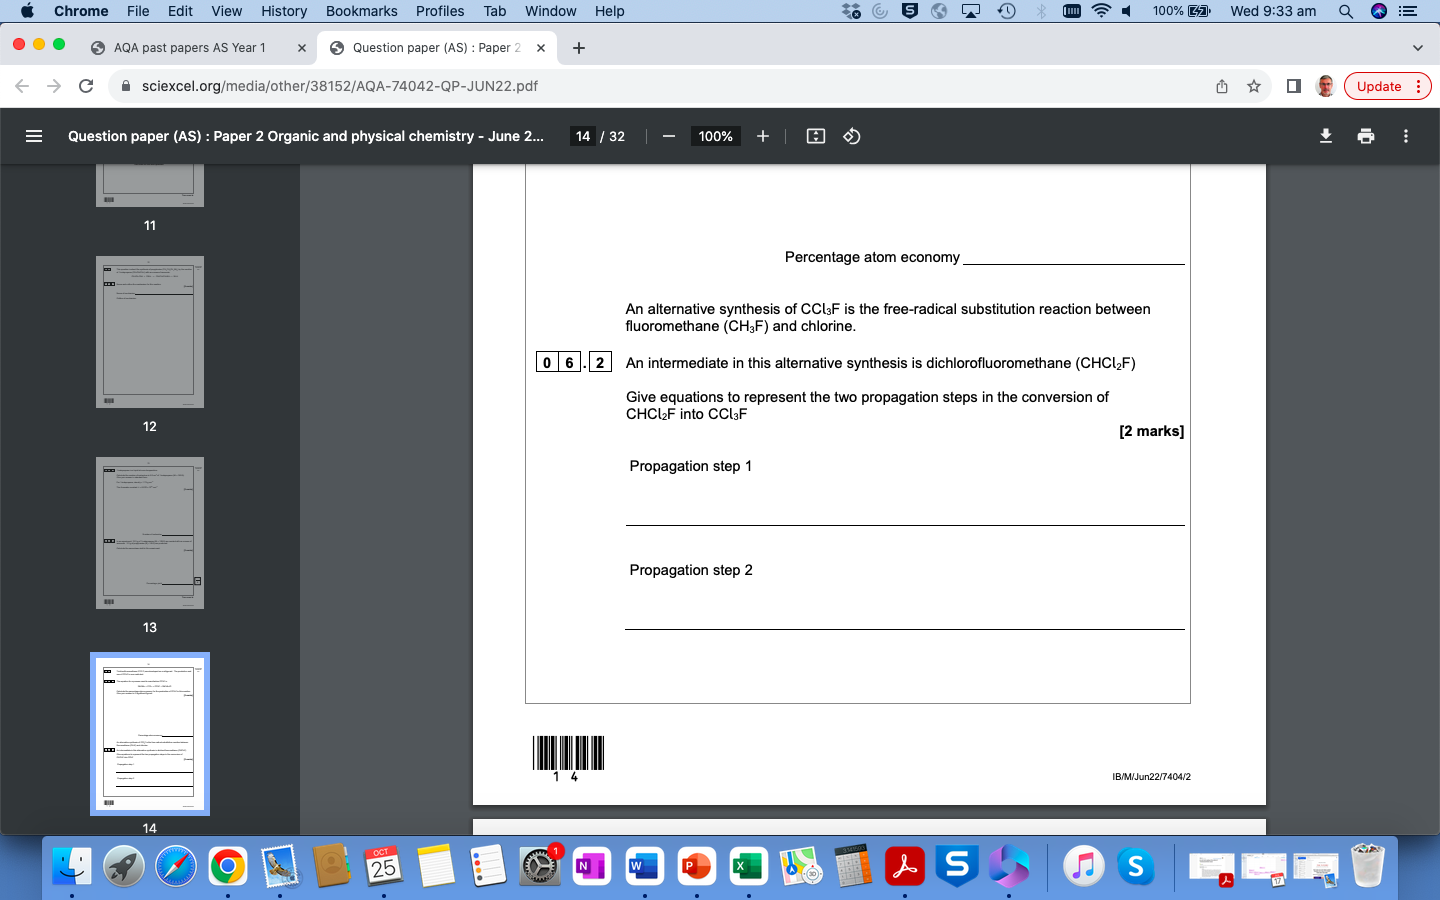 Chrome File Edit View History Bookmarks Profiles Tab Window Help 100% Wed 9:33 am
AQA past papers AS Year 1 Question paper (AS) : Paper 2
sciexcel.org/media/other/38152/AQA-74042-QP-JUN22.pdf Update
Question paper (AS) : Paper 2 Organic and physical chemistry - June 2... 14 / 32 100%
11
12
13
14
Percentage atom economy
An alternative synthesis of CCl₃F is the free-radical substitution reaction between
fluoromethane (CH₃F) and chlorine.
0 6 . 2 An intermediate in this alternative synthesis is dichlorofluoromethane (CHCl₂F)
Give equations to represent the two propagation steps in the conversion of
CHCl₂F into CCl₃F
[2 marks]
Propagation step 1
Propagation step 2
1 4
IB/M/Jun22/7404/2
OCT
25
1
N W P X 3D S S
17